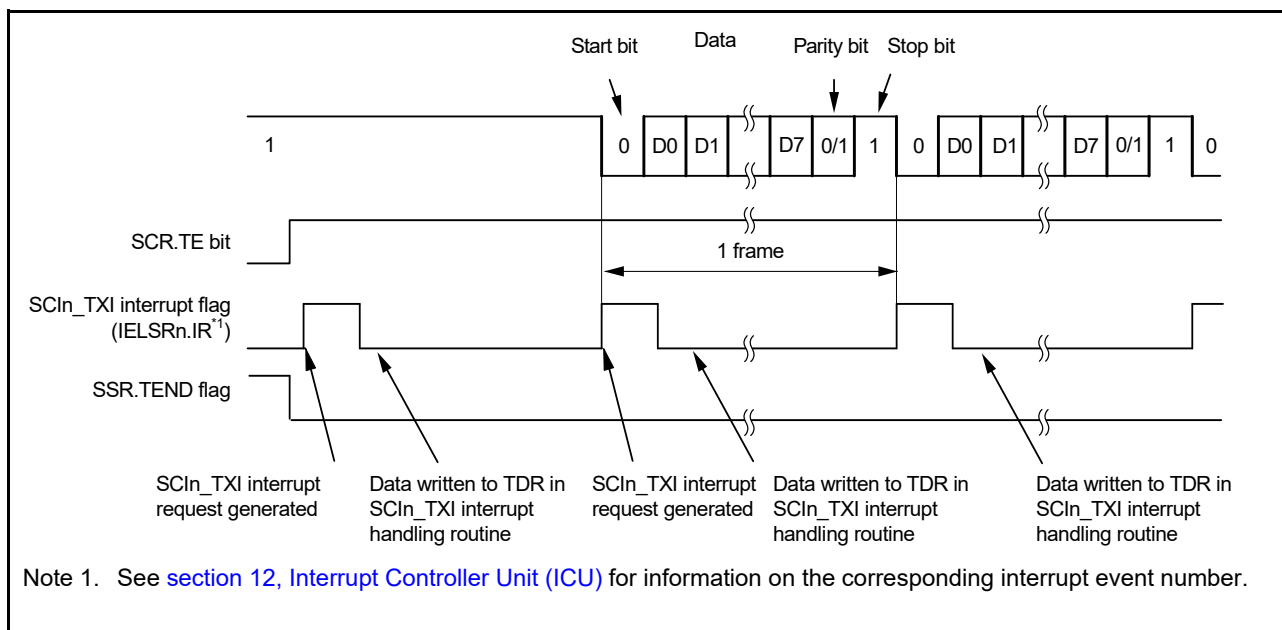 Start bit Data Parity bit Stop bit
1 0 D0 D1 D7 0/1 1 0 D0 D1 D7 0/1 1 0
SCR.TE bit
1 frame
SCIn_TXI interrupt flag
(IELSRn.IR*1)
SSR.TEND flag
SCIn_TXI interrupt
request generated
Data written to TDR in
SCIn_TXI interrupt
handling routine
SCIn_TXI interrupt
request generated
Data written to TDR in
SCIn_TXI interrupt
handling routine
Data written to TDR in
SCIn_TXI interrupt
handling routine
Note 1. See section 12, Interrupt Controller Unit (ICU) for information on the corresponding interrupt event number.